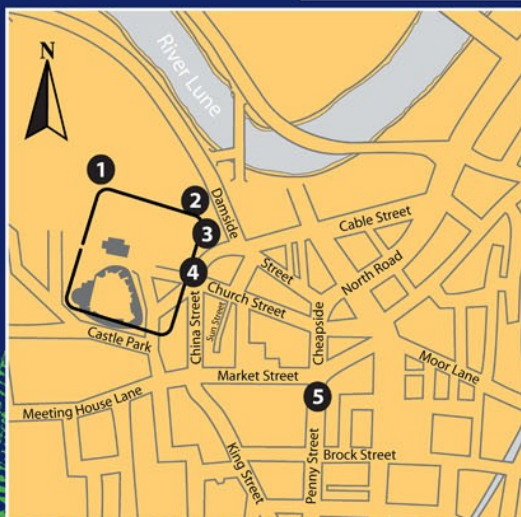 N
River Lune
1
2
Damside
3
Cable Street
4
Street
North Road
Church Street
China Street
Sun Street
Cheapside
Castle Park
Moor Lane
Market Street
5
Meeting House Lane
King Street
Penny Street
Brock Street